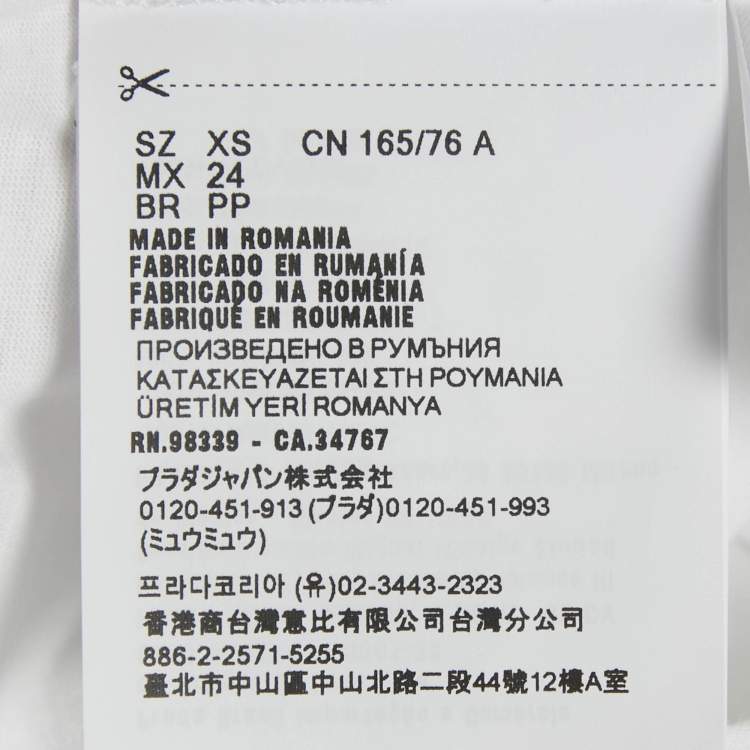 SZ XS CN 165/76 A
MX 24
BR PP
MADE IN ROMANIA
FABRICADO EN RUMANÍA
FABRICADO NA ROMÉNIA
FABRIQUÉ EN ROUMANIE
ПРОИЗВЕДЕНО В РУМЪНИЯ
ΚΑΤΑΣΚΕΥΑΖΕΤΑΙ ΣΤΗ ΡΟΥΜΑΝΙΑ
ÜRETİM YERİ ROMANYA
RN.98339 - CA.34767
プラダジャパン株式会社
0120-451-913 (プラダ)0120-451-993
(ミュウミュウ)
프라다코리아 (유)02-3443-2323
香港商台灣惠比有限公司台灣分公司
886-2-2571-5255
臺北市中山區中山北路二段44號12樓A室